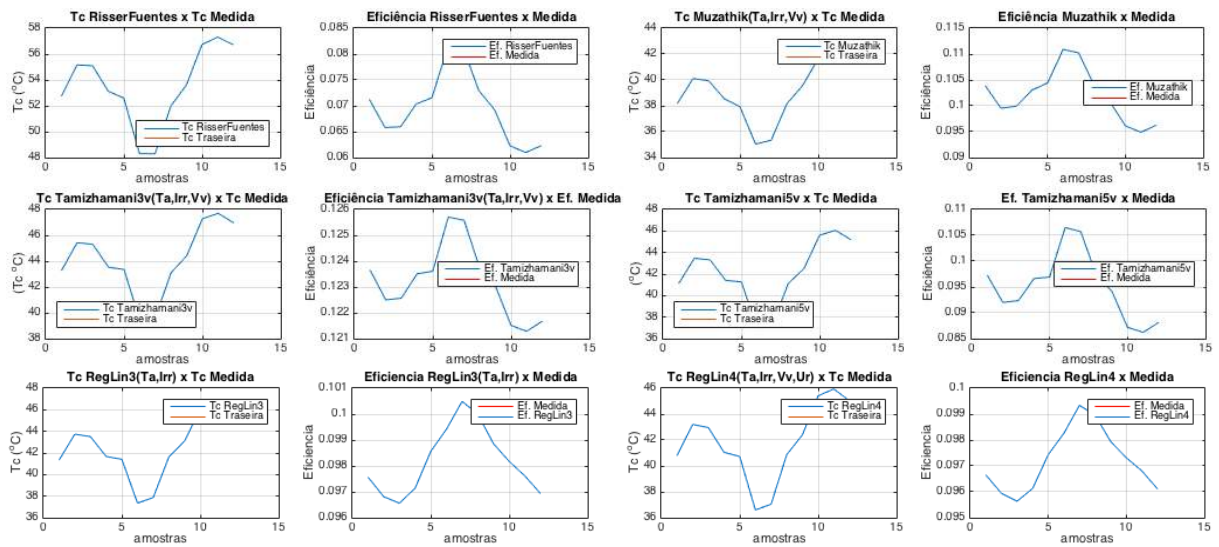 Tc RisserFuentes x Tc Medida
Tc (°C)
58
56
54
52
50
48
0
5
10
15
amostras
Tc RisserFuentes
Tc Traseira
Eficiência RisserFuentes x Medida
Eficiência
0.085
0.08
0.075
0.07
0.065
0.06
0
5
10
15
amostras
Ef. RisserFuentes
Ef. Medida
Tc Muzathik(Ta,Irr,Vv) x Tc Medida
Tc (°C)
44
42
40
38
36
34
0
5
10
15
amostras
Tc Muzathik
Tc Traseira
Eficiência Muzathik x Medida
Eficiência
0.115
0.11
0.105
0.1
0.095
0.09
0
5
10
15
amostras
Ef. Muzathik
Ef. Medida
Tc Tamizhamani3v(Ta,Irr,Vv) x Tc Medida
(Tc °C)
48
46
44
42
40
38
0
5
10
15
amostras
Tc Tamizhamani3v
Tc Traseira
Eficiência Tamizhamani3v(Ta,Irr,Vv) x Ef. Medida
Eficiência
0.126
0.125
0.124
0.123
0.122
0.121
0
5
10
15
amostras
Ef. Tamizhamani3v
Ef. Medida
Tc Tamizhamani5v x Tc Medida
(°C)
48
46
44
42
40
38
36
0
5
10
15
amostras
Tc Tamizhamani5v
Tc Traseira
Ef. Tamizhamani5v x Medida
Eficiência
0.11
0.105
0.1
0.095
0.09
0.085
0
5
10
15
amostras
Ef. Tamizhamani5v
Ef. Medida
Tc RegLin3(Ta,Irr) x Tc Medida
Tc (°C)
48
46
44
42
40
38
36
0
5
10
15
amostras
Tc RegLin3
Tc Traseira
Eficiencia RegLin3(Ta,Irr) x Medida
Eficiencia
0.101
0.1
0.099
0.098
0.097
0.096
0
5
10
15
amostras
Ef. Medida
Ef. RegLin3
Tc RegLin4(Ta,Irr,Vv,Ur) x Tc Medida
Tc (°C)
46
44
42
40
38
36
0
5
10
15
amostras
Tc RegLin4
Tc Traseira
Eficiencia RegLin4 x Medida
Eficiencia
0.1
0.099
0.098
0.097
0.096
0.095
0
5
10
15
amostras
Ef. Medida
Ef. RegLin4